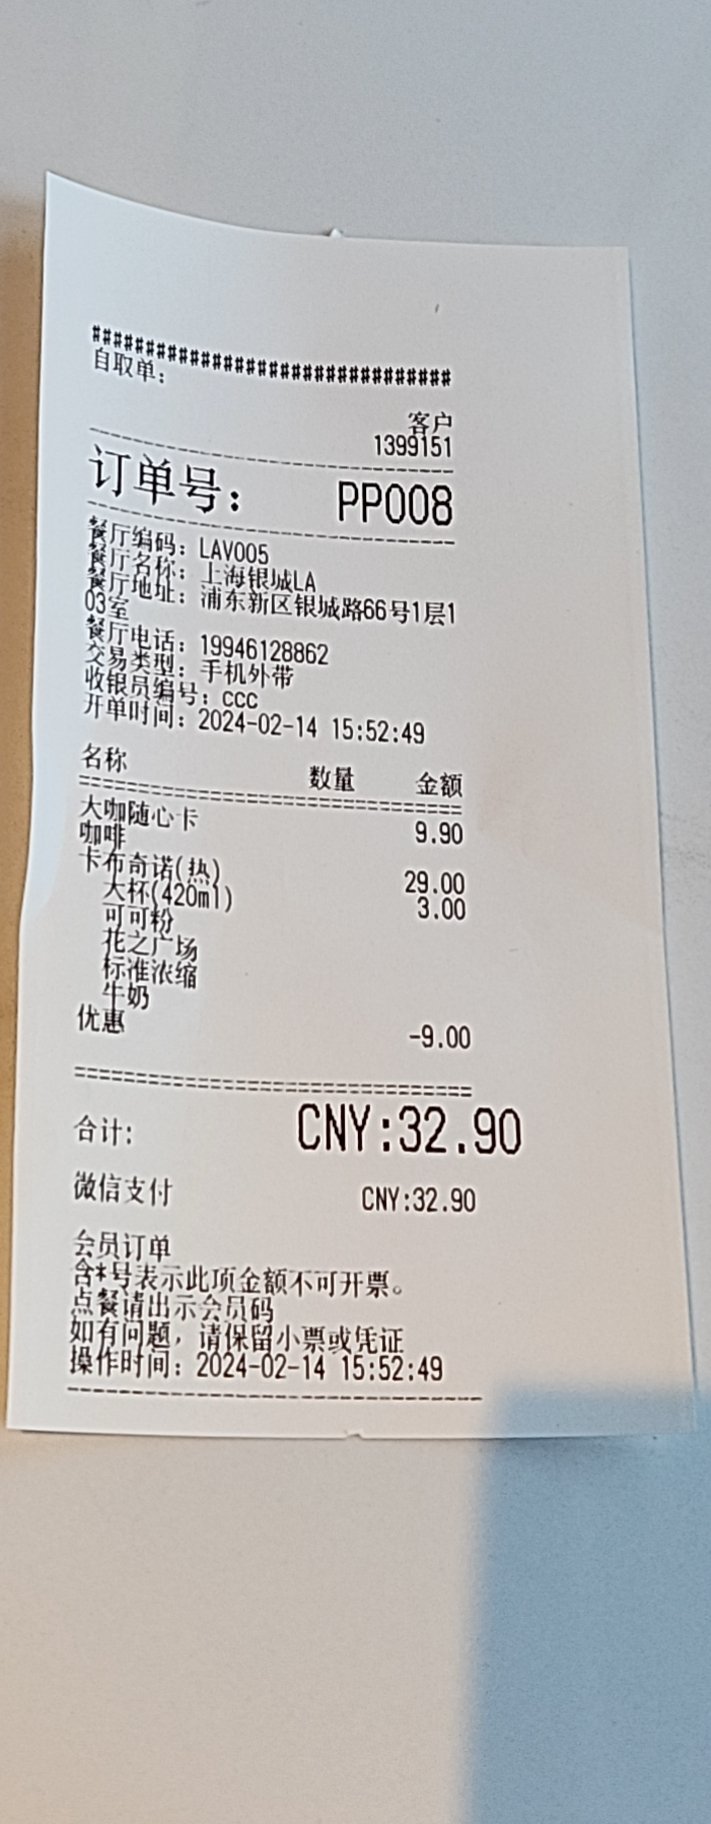 ##################################
自取单:
客户
1399151
订单号: PP008
餐厅编码: LAV005
餐厅名称: 上海银城LA
餐厅地址: 浦东新区银城路66号1层1
03室
餐厅电话: 19946128862
交易类型: 手机外带
收银员编号: ccc
开单时间: 2024-02-14 15:52:49
名称 数量 金额
大咖随心卡 9.90
咖啡
卡布奇诺(热) 29.00
大杯(420ml) 3.00
可可粉
花之广场
标准浓缩
牛奶
优惠 -9.00
合计: CNY:32.90
微信支付 CNY:32.90
会员订单
含*号表示此项金额不可开票。
点餐请出示会员码
如有问题，请保留小票或凭证
操作时间: 2024-02-14 15:52:49